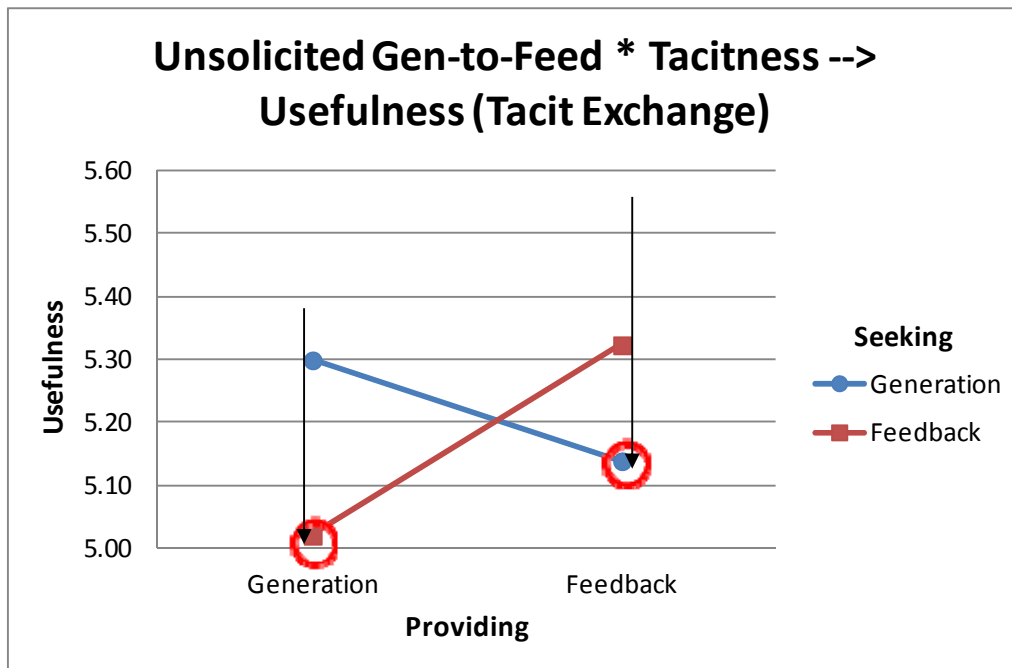 Unsolicited Gen-to-Feed * Tacitness -->
Usefulness (Tacit Exchange)
5.60
5.50
5.40
5.30
5.20
5.10
5.00
Usefulness
Generation
Feedback
Providing
Seeking
Generation
Feedback